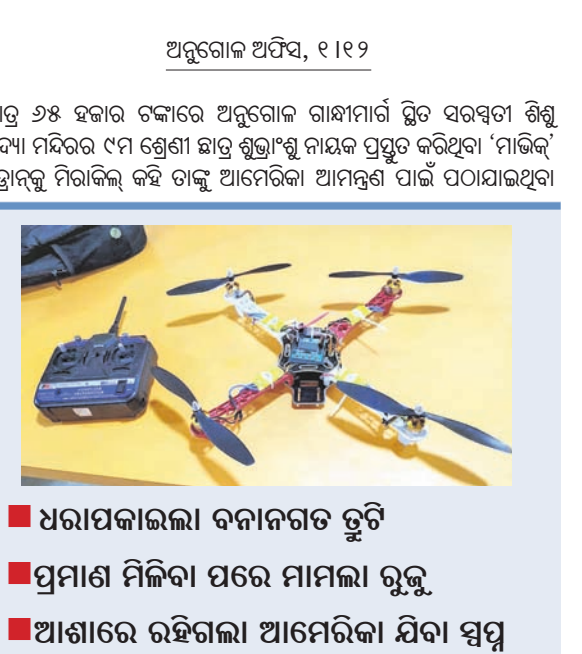 ଅନୁଗୋଳ ଅଫିସ, ୧।୧୨
୬୫ ହଜାର ଟଙ୍କାରେ ଅନୁଗୋଳ ଗାନ୍ଧୀମାର୍ଗ ସ୍ଥିତ ସରସ୍ୱତୀ ଶିଶୁ
ମନ୍ଦିରର ୯ମ ଶ୍ରେଣୀ ଛାତ୍ର ଶୁଭ୍ରାଂଶୁ ନାୟକ ପ୍ରସ୍ତୁତ କରିଥିବା ‘ମାଭିକ୍’
ମିରାକିଲ୍ କହି ତାଙ୍କୁ ଆମେରିକା ଆମନ୍ତ୍ରଣ ପାଇଁ ପଠାଯାଇଥିବା
ଧରାପକାଇଲା ବନାନଗତ ତ୍ରୁଟି
ପ୍ରମାଣ ମିଳିବା ପରେ ମାମଲା ରୁଜୁ
ଆଶାରେ ରହିଗଲା ଆମେରିକା ଯିବା ସ୍ୱପ୍ନ